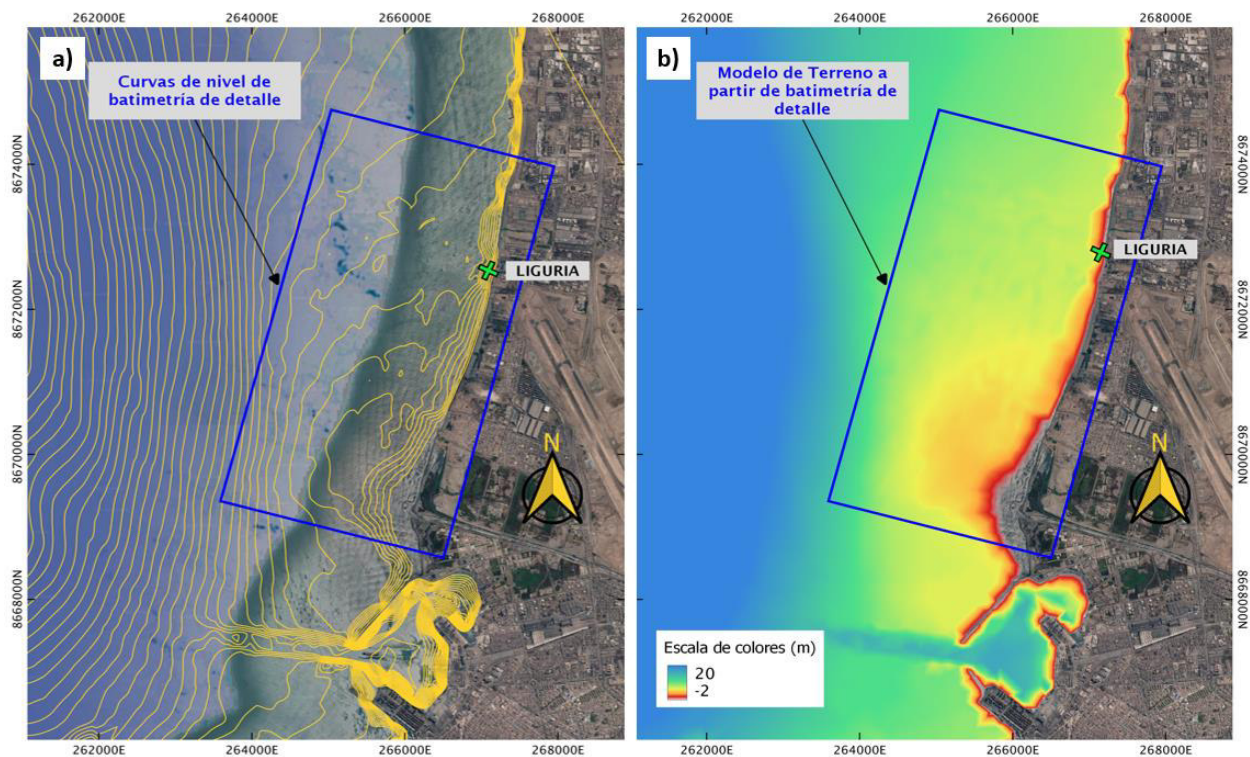 262000E 264000E 266000E 268000E 262000E 264000E 266000E 268000E
a)
b)
Curvas de nivel de
batimetría de detalle
Modelo de Terreno a
partir de batimetría de
detalle
8674000N
8674000N
LIGURIA
LIGURIA
8672000N
8672000N
8670000N
N
N
8670000N
8668000N
8668000N
Escala de colores (m)
20
-2
262000E 264000E 266000E 268000E 262000E 264000E 266000E 268000E